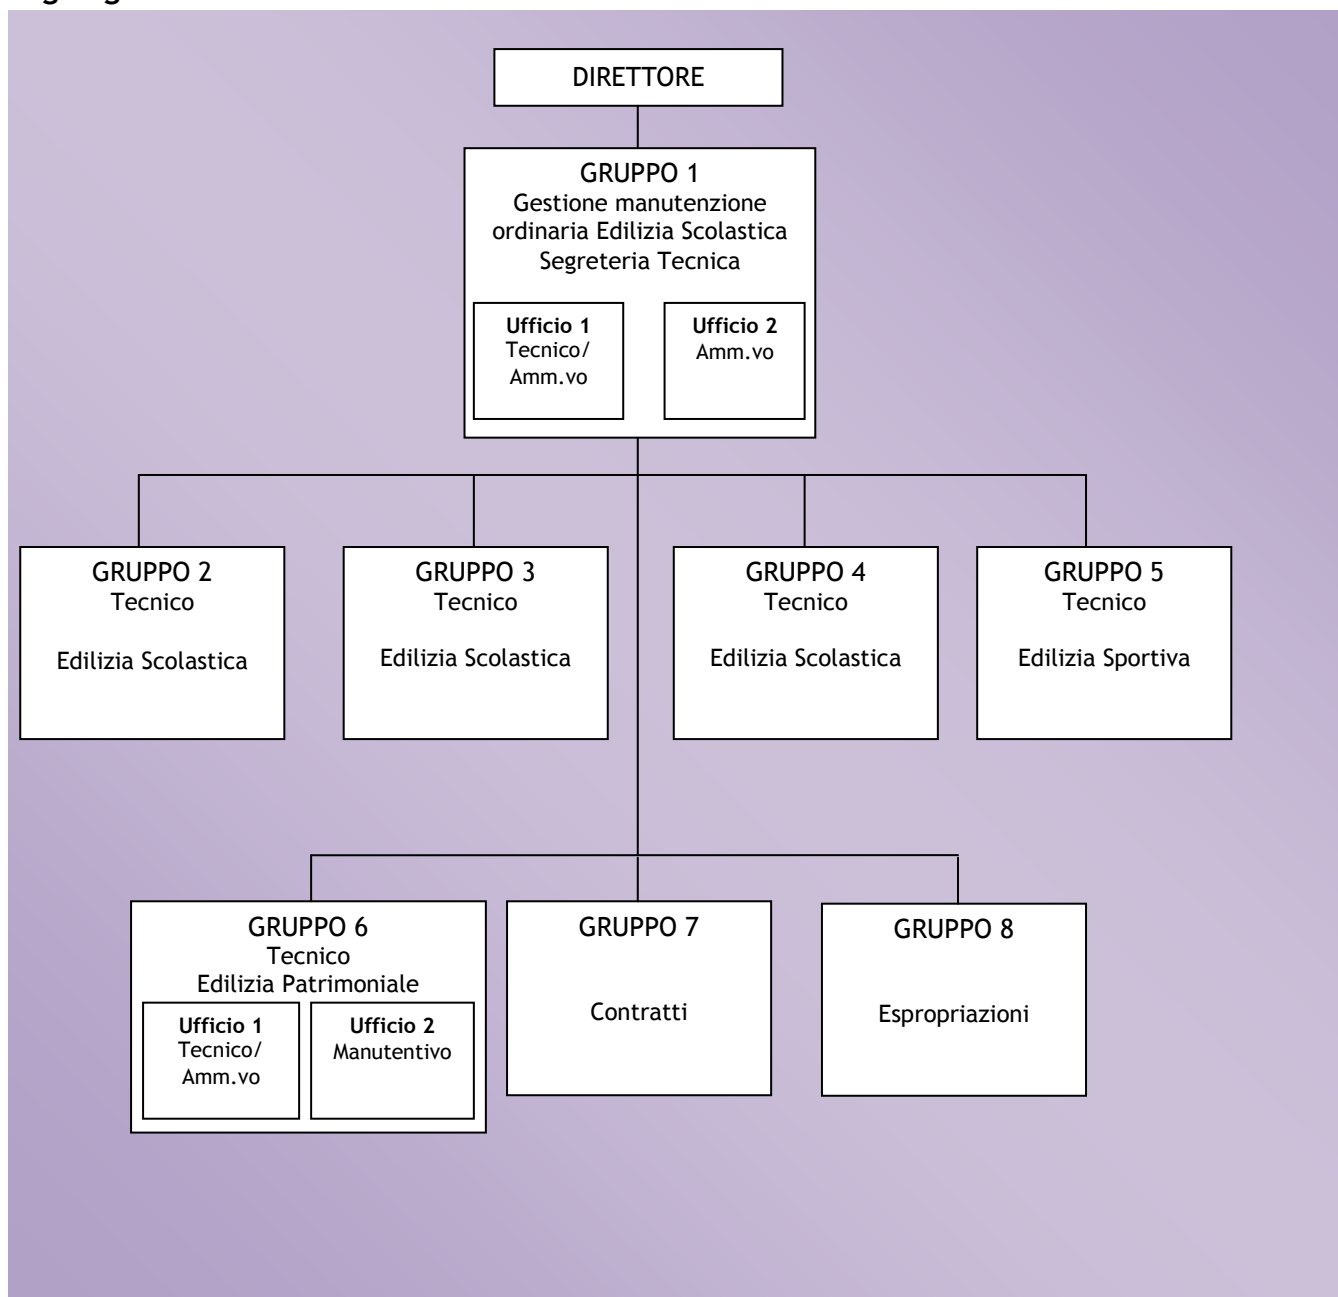 DIRETTORE
GRUPPO 1
Gestione manutenzione
ordinaria Edilizia Scolastica
Segreteria Tecnica
Ufficio 1
Tecnico/
Amm.vo
Ufficio 2
Amm.vo
GRUPPO 2
Tecnico
Edilizia Scolastica
GRUPPO 3
Tecnico
Edilizia Scolastica
GRUPPO 4
Tecnico
Edilizia Scolastica
GRUPPO 5
Tecnico
Edilizia Sportiva
GRUPPO 6
Tecnico
Edilizia Patrimoniale
Ufficio 1
Tecnico/
Amm.vo
Ufficio 2
Manutentivo
GRUPPO 7
Contratti
GRUPPO 8
Espropriazioni